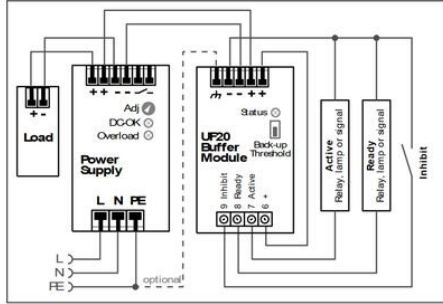 + + - - -
- - + +
+ -
Adj
DC-OK
Overload
Load
Power
Supply
Status
UF20
Buffer
Module
Back-up
Threshold
Active
Relay, lamp or signal
Ready
Relay, lamp or signal
Inhibit
9 Inhibit
8 Ready
7 Active
6 +
L N PE
L
N
PE
optional